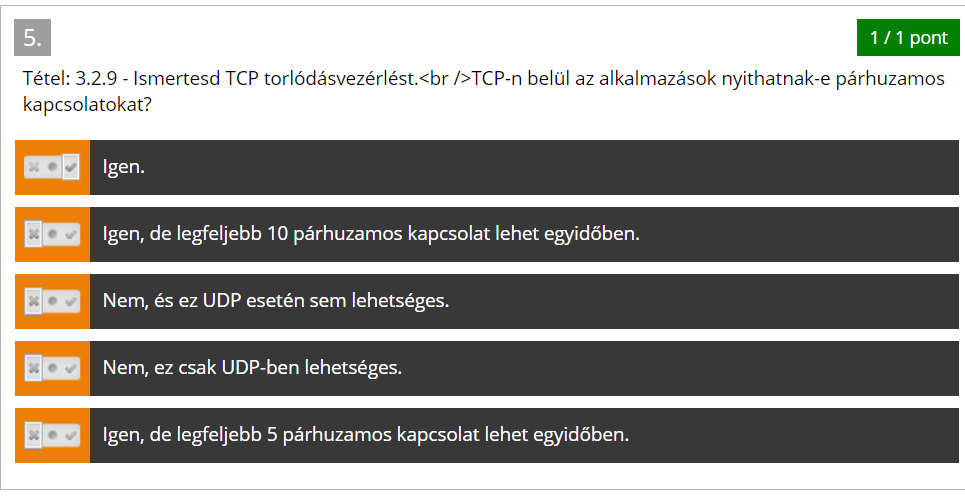 5.
1 / 1 pont
Tétel: 3.2.9 - Ismertesd TCP torlódásvezérlést.<br />TCP-n belül az alkalmazások nyithatnak-e párhuzamos
kapcsolatokat?
Igen.
Igen, de legfeljebb 10 párhuzamos kapcsolat lehet egyidőben.
Nem, és ez UDP esetén sem lehetséges.
Nem, ez csak UDP-ben lehetséges.
Igen, de legfeljebb 5 párhuzamos kapcsolat lehet egyidőben.